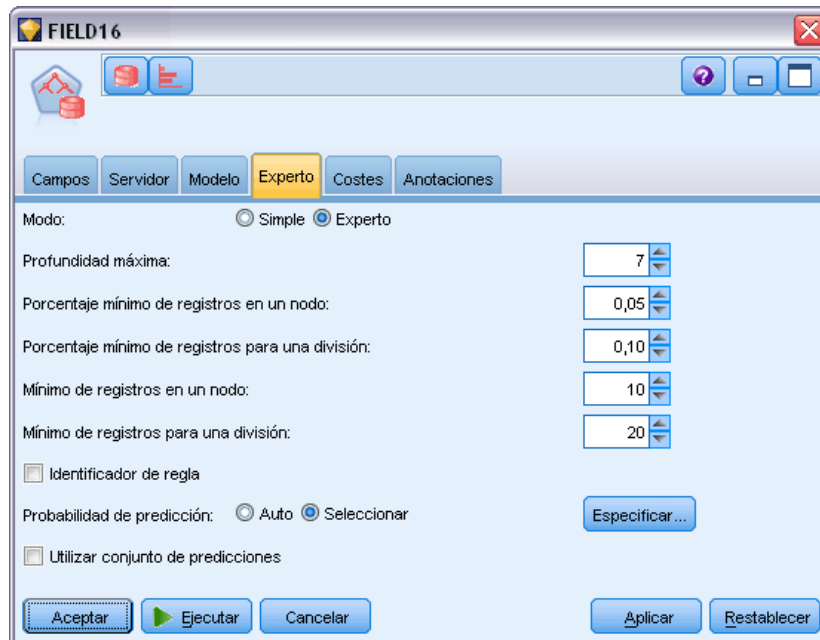 FIELD16
Campos Servidor Modelo Experto Costes Anotaciones
Modo: Simple Experto
Profundidad máxima: 7
Porcentaje mínimo de registros en un nodo: 0,05
Porcentaje mínimo de registros para una división: 0,10
Mínimo de registros en un nodo: 10
Mínimo de registros para una división: 20
Identificador de regla
Probabilidad de predicción: Auto Seleccionar Especificar...
Utilizar conjunto de predicciones
Aceptar Ejecutar Cancelar Aplicar Restablecer